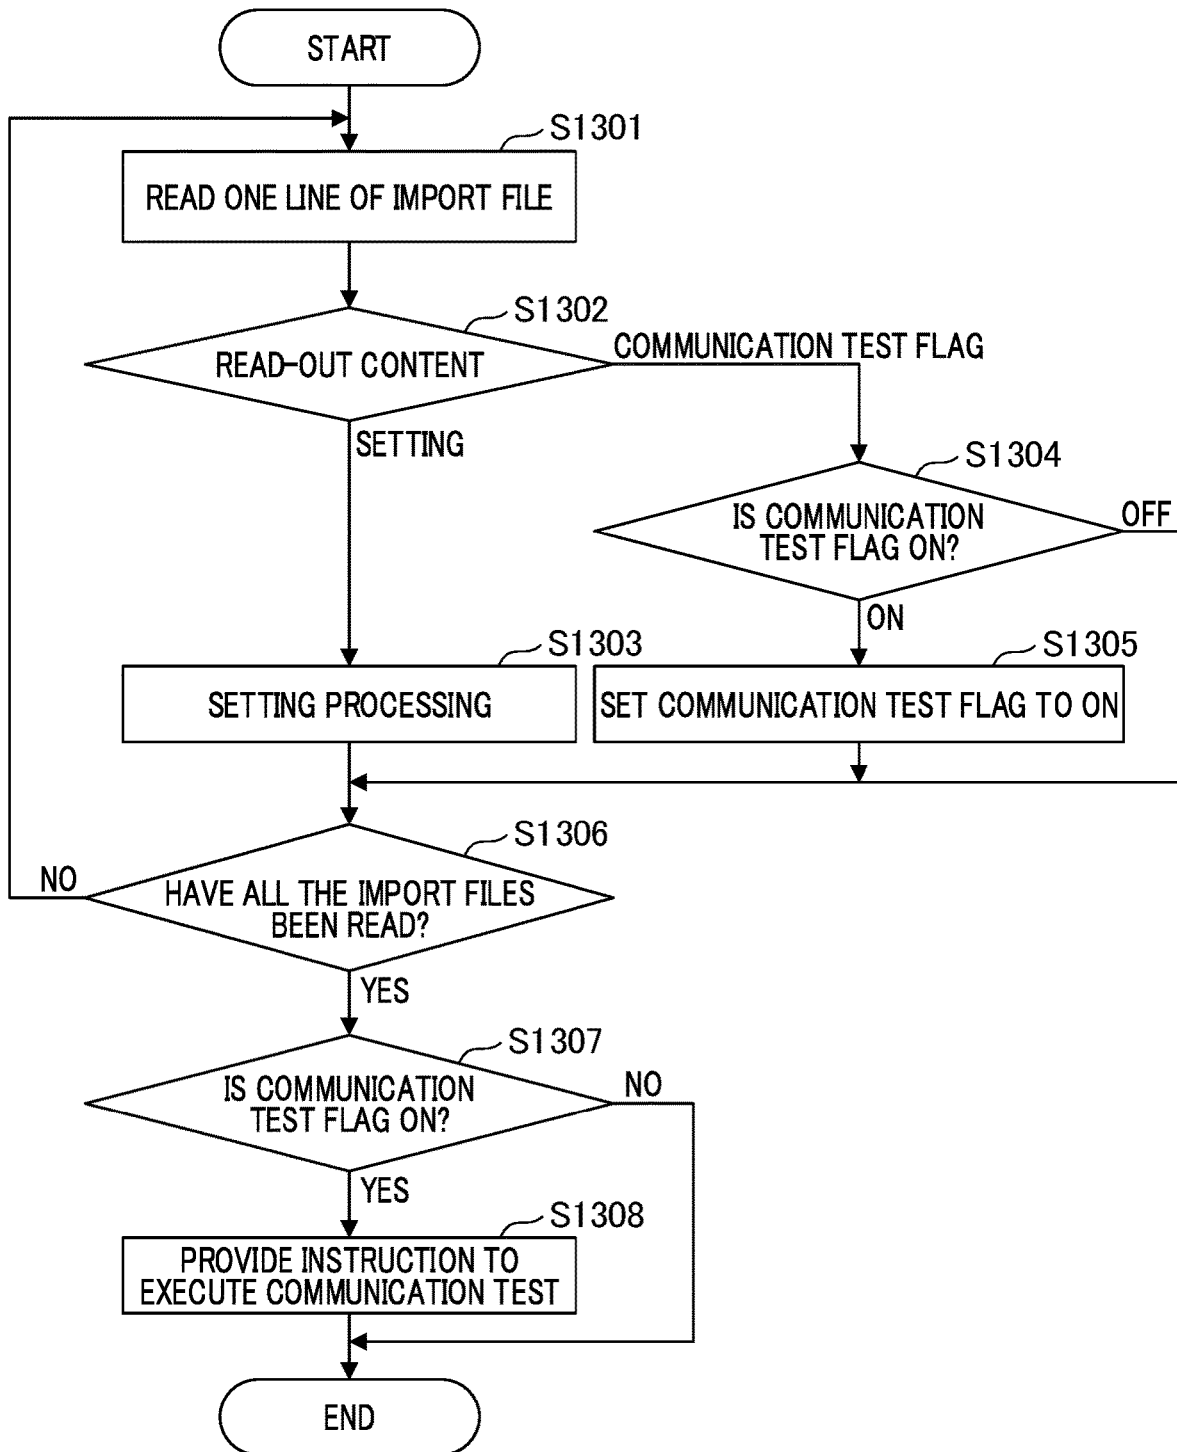 START
S1301
READ ONE LINE OF IMPORT FILE
S1302
READ-OUT CONTENT
COMMUNICATION TEST FLAG
SETTING
S1304
IS COMMUNICATION
TEST FLAG ON?
OFF
ON
S1303
SETTING PROCESSING
S1305
SET COMMUNICATION TEST FLAG TO ON
S1306
HAVE ALL THE IMPORT FILES
BEEN READ?
NO
YES
S1307
IS COMMUNICATION
TEST FLAG ON?
NO
YES
S1308
PROVIDE INSTRUCTION TO
EXECUTE COMMUNICATION TEST
END